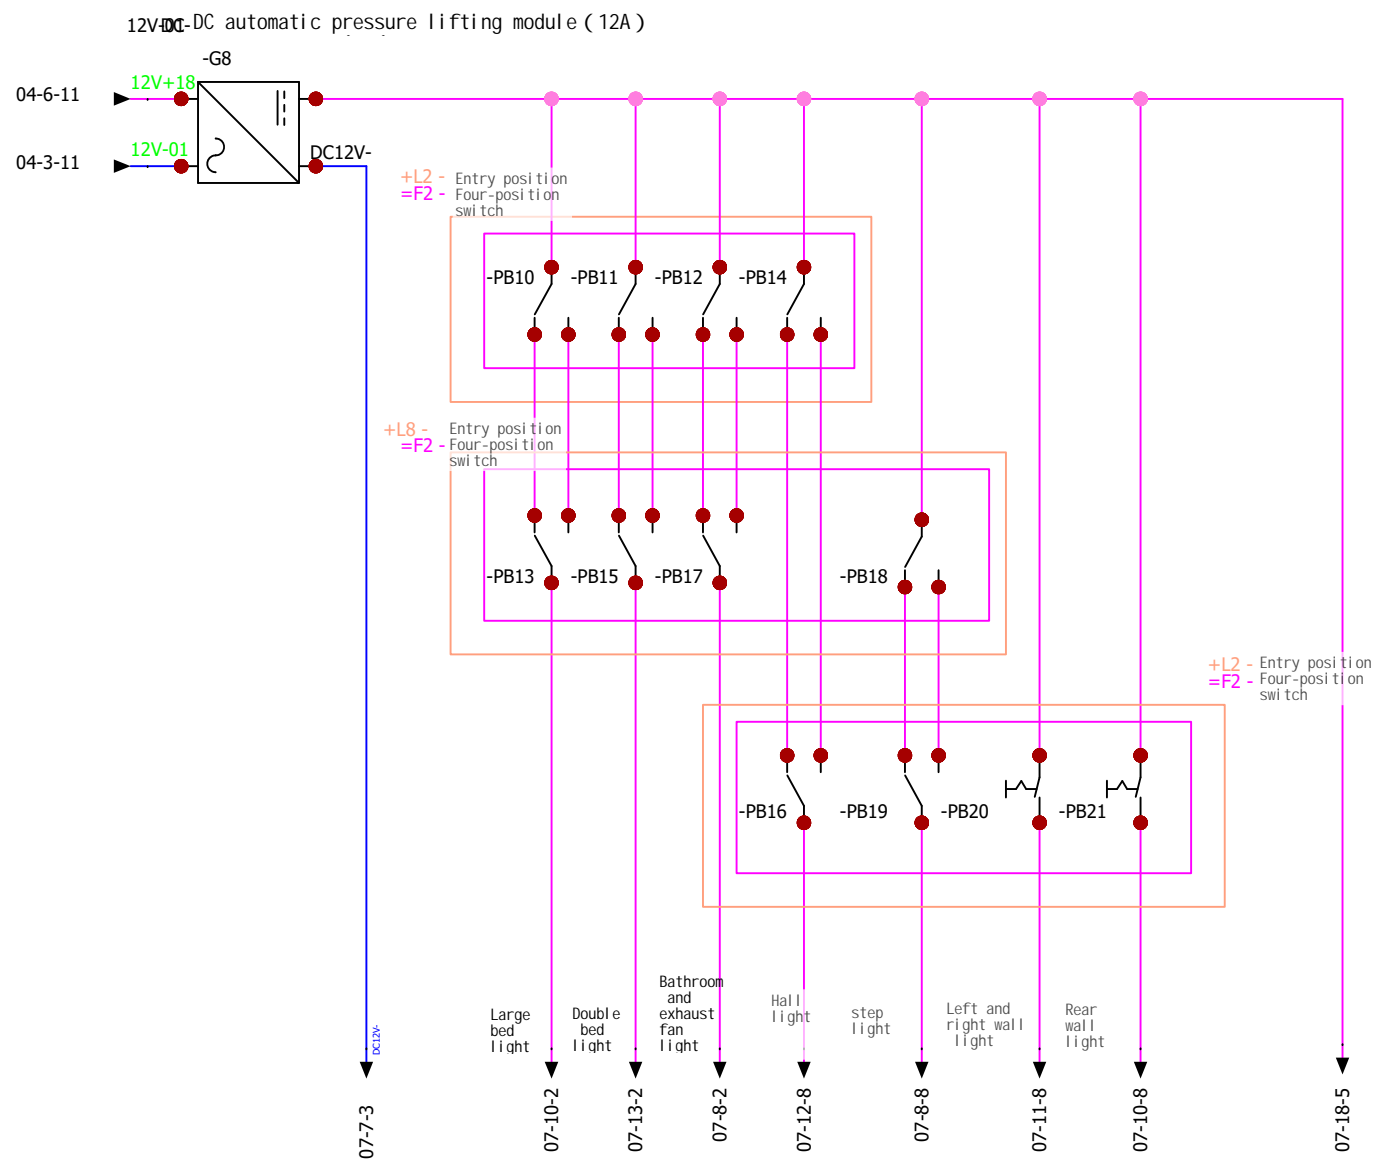 DC automatic pressure lifting module (12A)
-G8
04-6-11
12V+18
04-3-11
12V-01
DC12V-
+L2 - Entry position
=F2 - Four-position
switch
-PB10 -PB11 -PB12 -PB14
+L8 - Entry position
=F2 - Four-position
switch
-PB13 -PB15 -PB17 -PB18
+L2 - Entry position
=F2 - Four-position
switch
-PB16 -PB19 -PB20 -PB21
DC12V-
Large
bed
light
Double
bed
light
Bathroom
and
exhaust
fan
light
Hall
light
step
light
Left and
right wall
light
Rear
wall
light
07-7-3
07-10-2
07-13-2
07-8-2
07-12-8
07-8-8
07-11-8
07-10-8
07-18-5